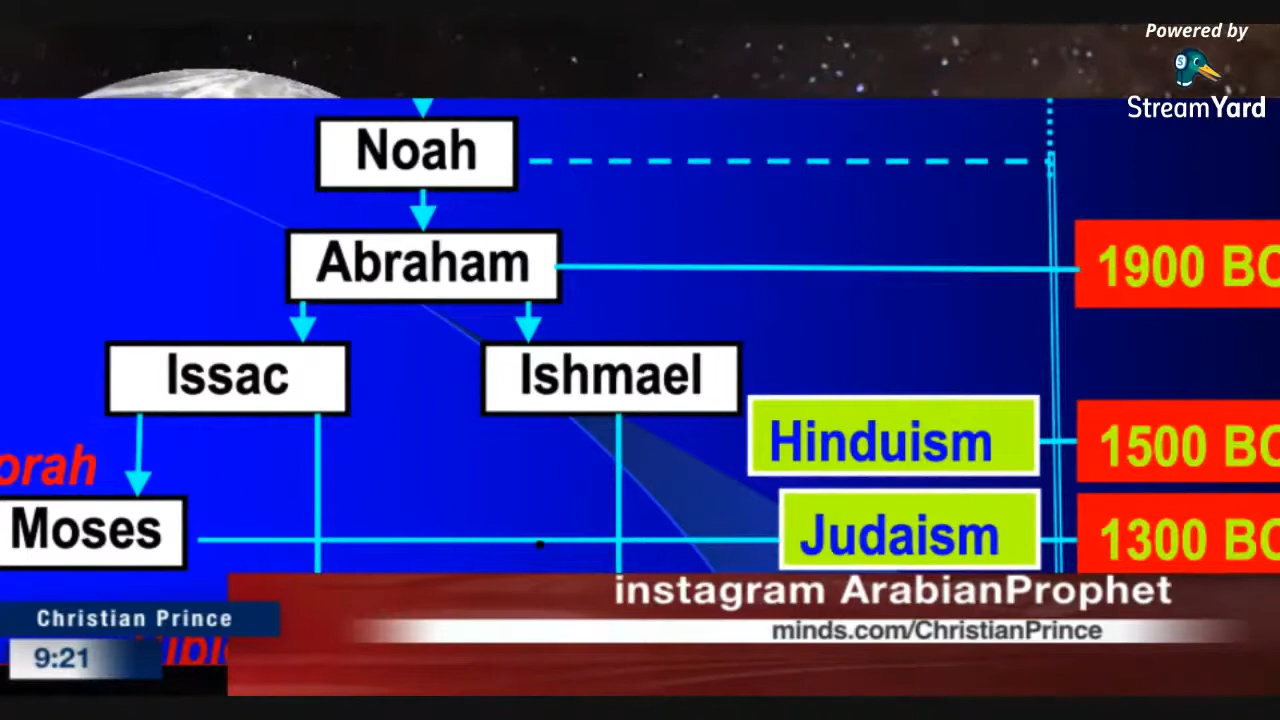 Powered by
StreamYard
Noah
Abraham
1900 BC
Issac
Ishmael
Hinduism
1500 BC
orah
Moses
Judaism
1300 BC
instagram ArabianProphet
Christian Prince
minds.com/ChristianPrince
9:21